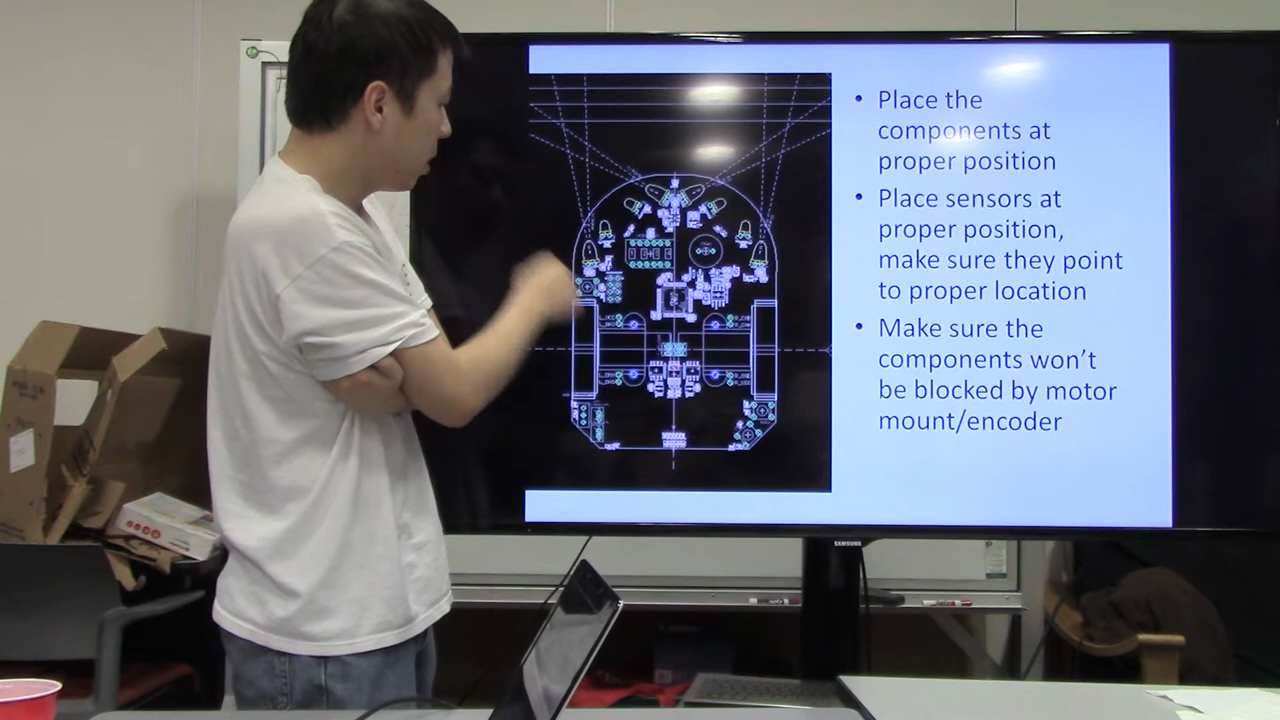 • Place the
components at
proper position
• Place sensors at
proper position,
make sure they point
to proper location
• Make sure the
components won't
be blocked by motor
mount/encoder
SAMSUNG